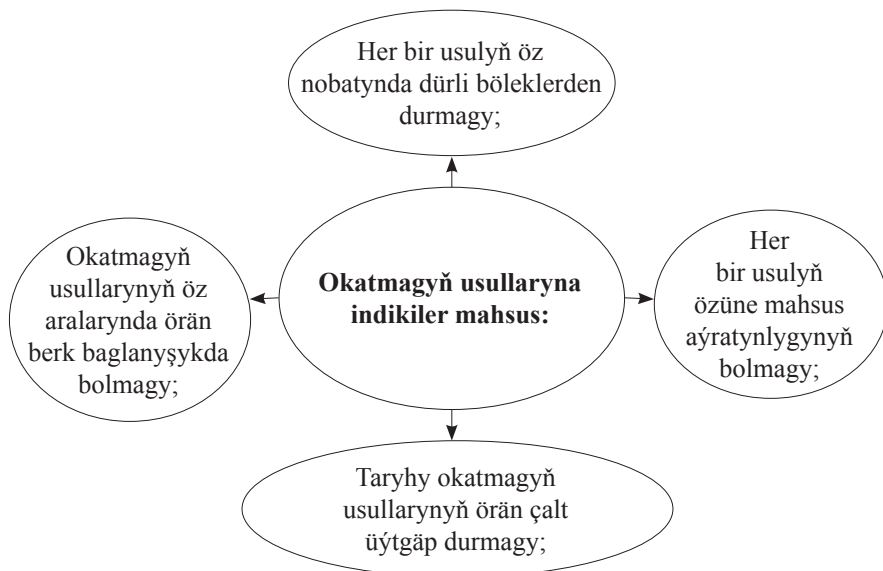 Her bir usulyň öz
nobatynda dürli böleklerden
durmagy;
Okatmagyň
usullarynyň öz
aralarynda örän
berk baglanyşykda
bolmagy;
Okatmagyň usullaryna
indikiler mahsus:
Her
bir usulyň
özüne mahsus
aýratynlygynyň
bolmagy;
Taryhy okatmagyň
usullarynyň örän çalt
üýtgäp durmagy;